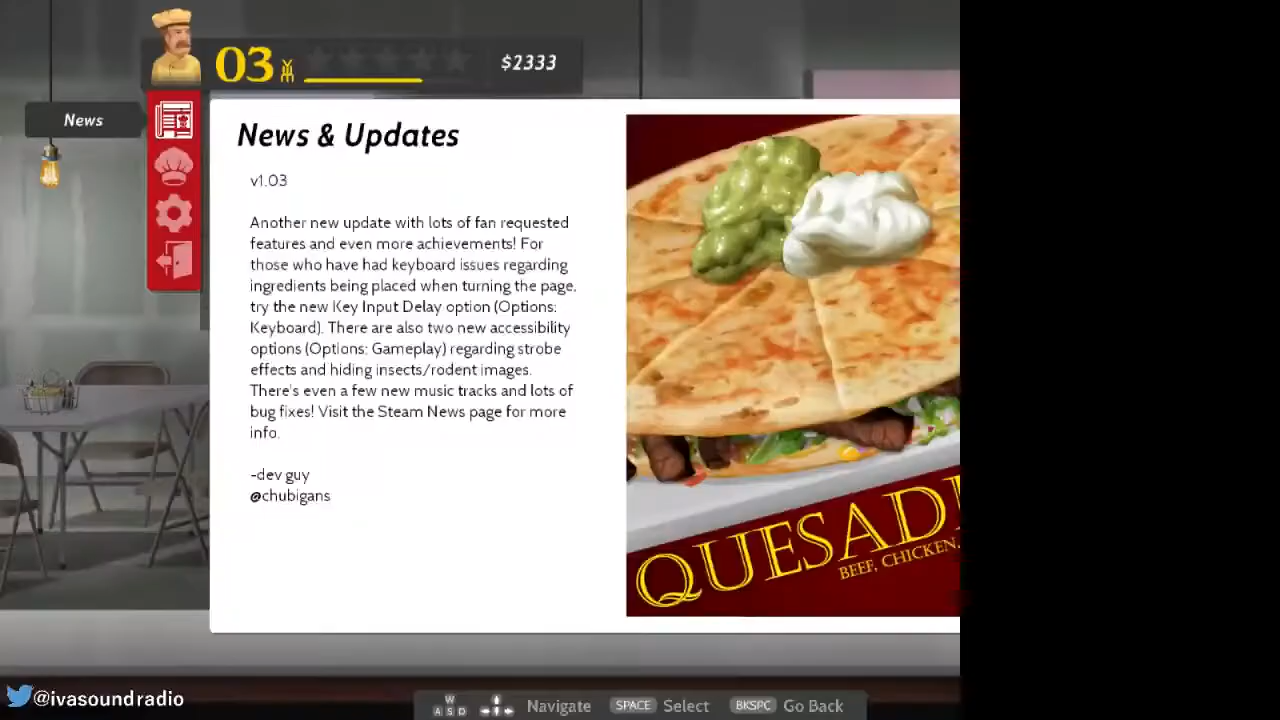 03
$2333
News
News & Updates
v1.03
Another new update with lots of fan requested
features and even more achievements! For
those who have had keyboard issues regarding
ingredients being placed when turning the page,
try the new Key Input Delay option (Options:
Keyboard). There are also two new accessibility
options (Options: Gameplay) regarding strobe
effects and hiding insects/rodent images.
There's even a few new music tracks and lots of
bug fixes! Visit the Steam News page for more
info.
-dev guy
@chubigans
QUESADI
BEEF, CHICKEN,
@ivasoundradio
W
A S D
Navigate
SPACE Select
BKSPC Go Back